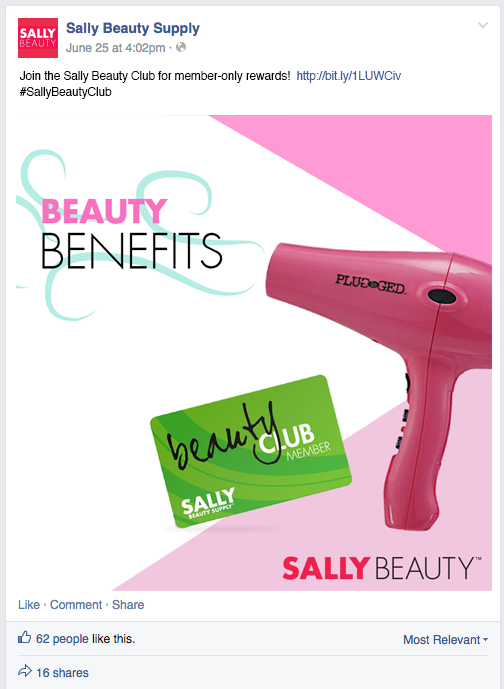 SALLY
BEAUTY
Sally Beauty Supply
June 25 at 4:02pm ·
Join the Sally Beauty Club for member-only rewards! http://bit.ly/1LUWCiv
#SallyBeautyClub
BEAUTY
BENEFITS
PLUGGED IN
beauty CLUB
MEMBER
SALLY
BEAUTY SUPPLY
SALLY BEAUTY™
Like · Comment · Share
62 people like this.
Most Relevant
16 shares